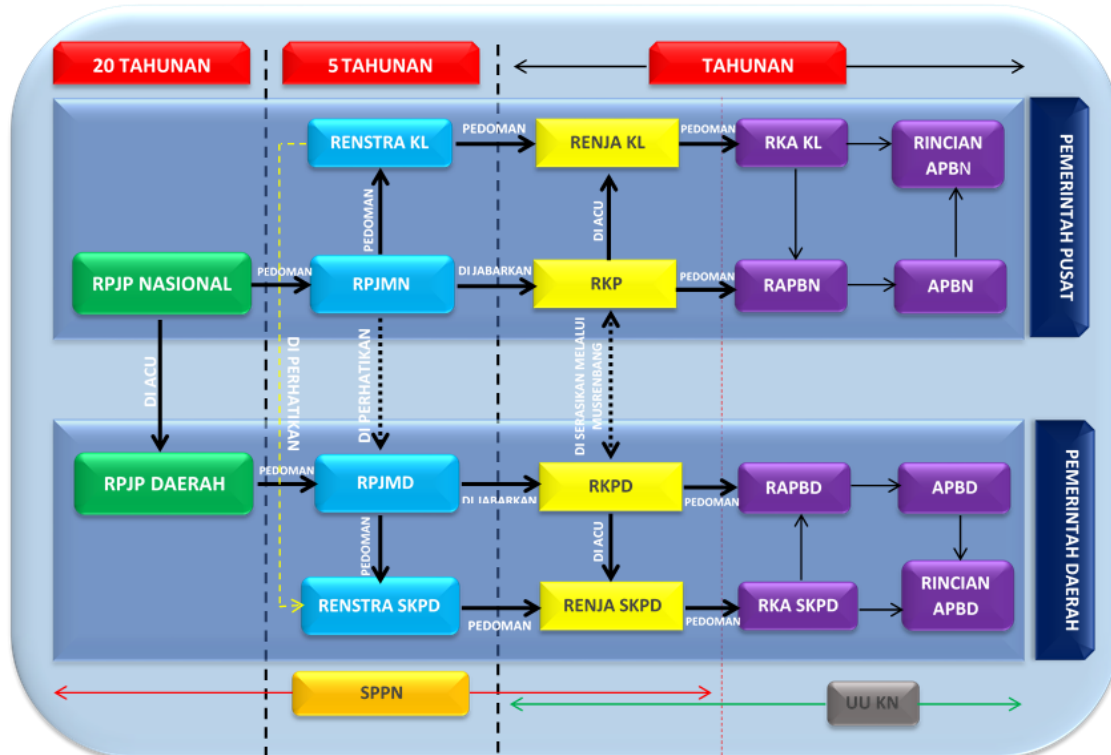 20 TAHUNAN
5 TAHUNAN
TAHUNAN
RENSTRA KL
PEDOMAN
RENJA KL
PEDOMAN
RKA KL
RINCIAN
APBN
PEDOMAN
DI ACU
RPJP NASIONAL
PEDOMAN
RPJMN
DI JABARKAN
RKP
PEDOMAN
RAPBN
APBN
PEMERINTAH PUSAT
DI ACU
DI PERHATIKAN
DI PERHATIKAN
DI SERASIKAN MELALUI
MUSRENBANG
RPJP DAERAH
PEDOMAN
RPJMD
DI JABARKAN
RKPD
PEDOMAN
RAPBD
APBD
PEDOMAN
DI ACU
RENSTRA SKPD
PEDOMAN
RENJA SKPD
PEDOMAN
RKA SKPD
RINCIAN
APBD
PEMERINTAH DAERAH
SPPN
UU KN